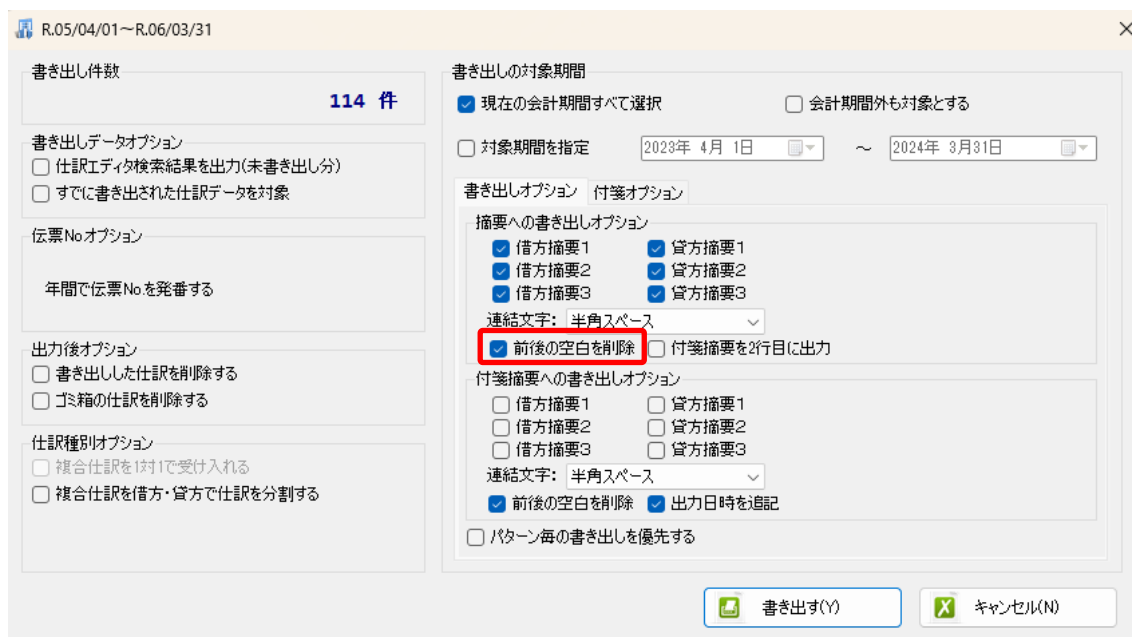 R.05/04/01～R.06/03/31
書き出し件数
114 件
書き出しデータオプション
仕訳エディタ検索結果を出力(未書き出し分)
すでに書き出された仕訳データを対象
伝票Noオプション
年間で伝票No.を発番する
出力後オプション
書き出しした仕訳を削除する
ゴミ箱の仕訳を削除する
仕訳種別オプション
複合仕訳を1対1で受け入れる
複合仕訳を借方・貸方で仕訳を分割する
書き出しの対象期間
現在の会計期間すべて選択 会計期間外も対象とする
対象期間を指定 2023年 4月 1日 ～ 2024年 3月31日
書き出しオプション 付箋オプション
摘要への書き出しオプション
借方摘要1 貸方摘要1
借方摘要2 貸方摘要2
借方摘要3 貸方摘要3
連結文字: 半角スペース
前後の空白を削除 付箋摘要を2行目に出力
付箋摘要への書き出しオプション
借方摘要1 貸方摘要1
借方摘要2 貸方摘要2
借方摘要3 貸方摘要3
連結文字: 半角スペース
前後の空白を削除 出力日時を追記
パターン毎の書き出しを優先する
書き出す(Y) キャンセル(N)